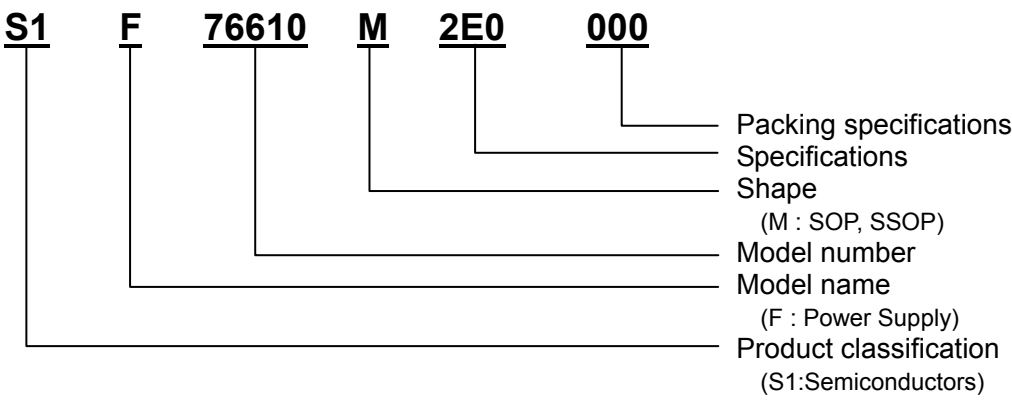 S1 F 76610 M 2E0 000
Packing specifications
Specifications
Shape
(M : SOP, SSOP)
Model number
Model name
(F : Power Supply)
Product classification
(S1:Semiconductors)